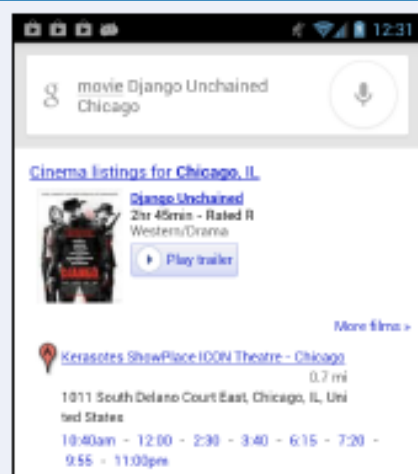 12:31
g movie Django Unchained
Chicago
Cinema listings for Chicago, IL
Django Unchained
2hr 45min - Rated R
Western/Drama
Play trailer
DJANGO
More films »
A Kerasotes ShowPlace ICON Theatre - Chicago
0.7 mi
1011 South Delano Court East, Chicago, IL, Uni
ted States
10:40am - 12:00 - 2:30 - 3:40 - 6:15 - 7:20 -
9:55 - 11:00pm